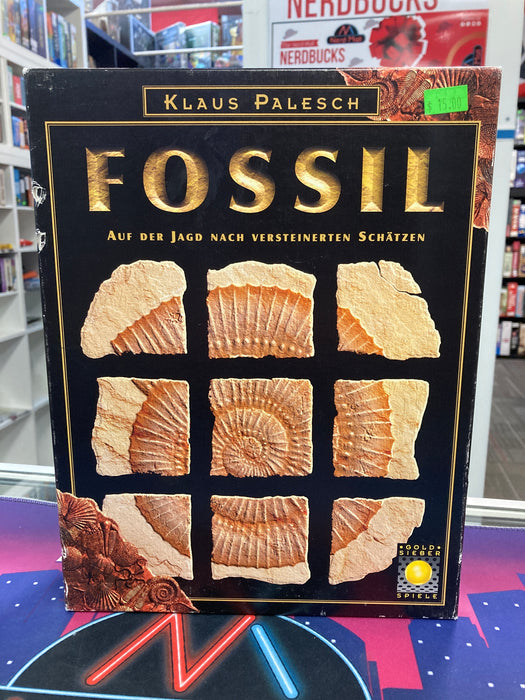 NERDBUCKS
NERDBUCKS
KLAUS PALESCH
$ 15.00
FOSSIL
AUF DER JAGD NACH VERSTEINERTEN SCHÄTZEN
GOLD
SIEBER
SPIELE